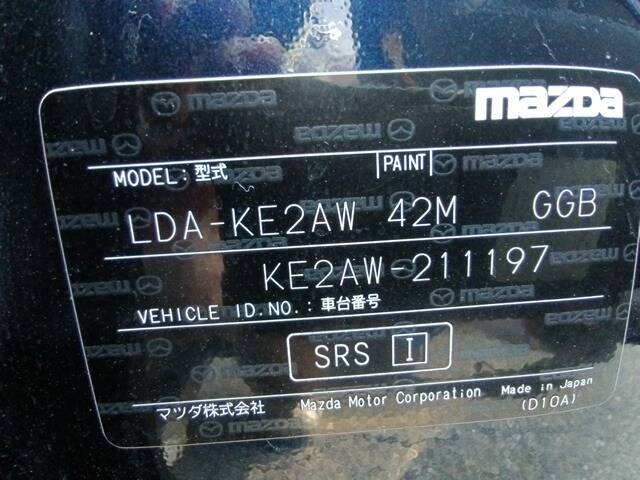 mazda
MODEL:型式 PAINT
LDA-KE2AW 42M GGB
KE2AW-211197
VEHICLE ID.NO.:車台番号
SRS I
マツダ株式会社 Mazda Motor Corporation Made in Japan
(D10A)